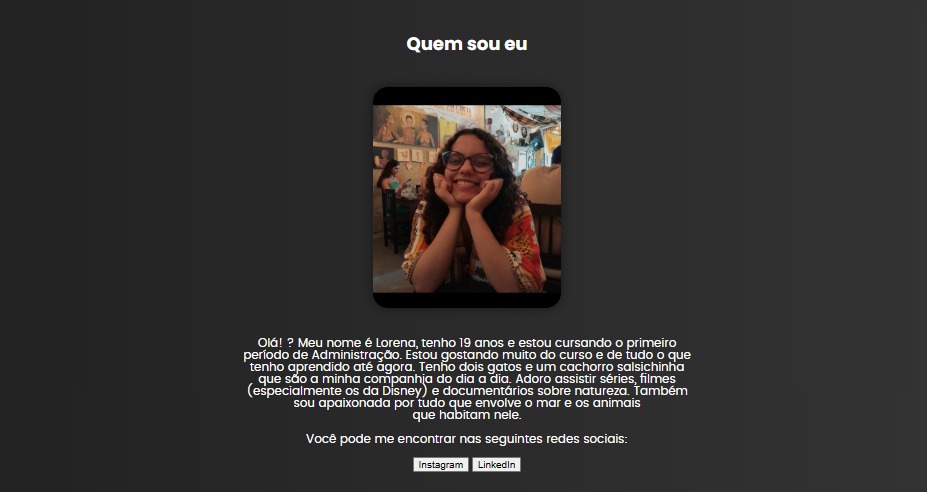 Quem sou eu
Olá! ? Meu nome é Lorena, tenho 19 anos e estou cursando o primeiro
período de Administração. Estou gostando muito do curso e de tudo o que
tenho aprendido até agora. Tenho dois gatos e um cachorro salsichinha
que são a minha companhia do dia a dia. Adoro assistir séries, filmes
(especialmente os da Disney) e documentários sobre natureza. Também
sou apaixonada por tudo que envolve o mar e os animais
que habitam nele.
Você pode me encontrar nas seguintes redes sociais:
Instagram LinkedIn